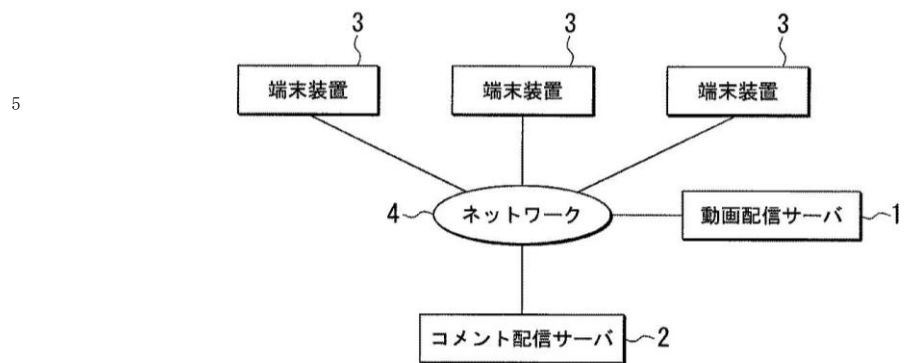 3 3 3
端末装置 端末装置 端末装置
5
4 ネットワーク 動画配信サーバ 1
コメント配信サーバ 2